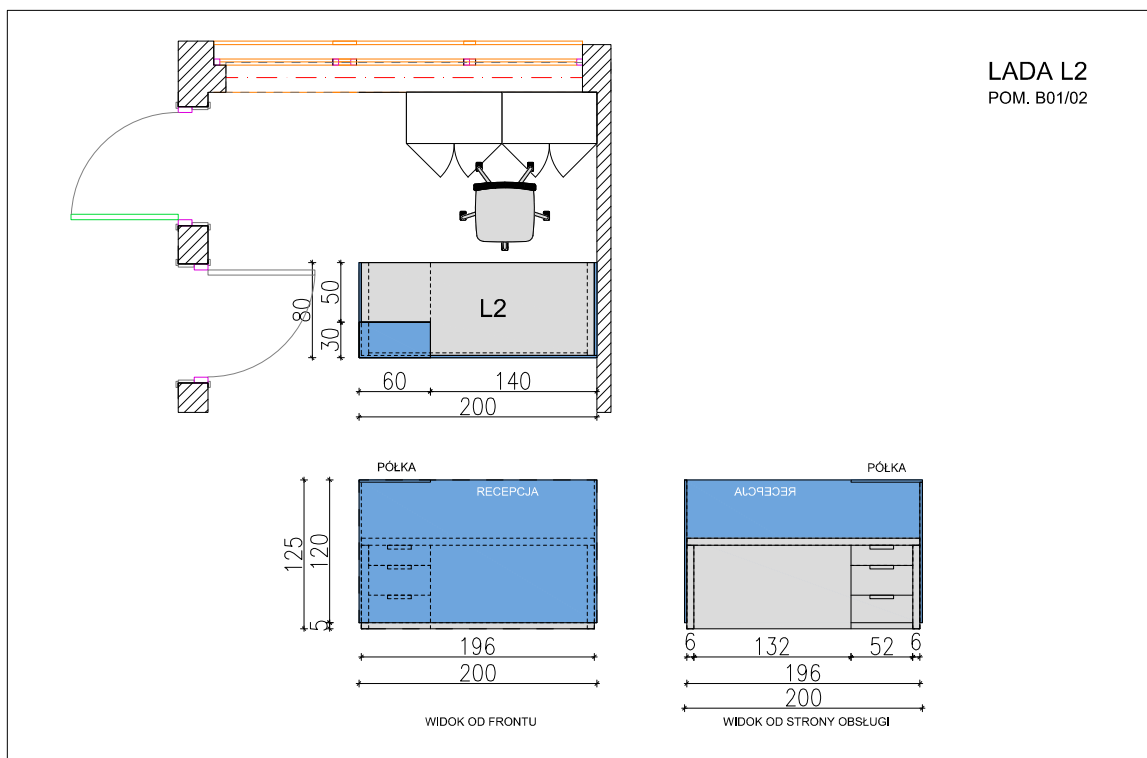 LADA L2
POM. B01/02
80
50
30
L2
60
140
200
PÓŁKA
RECEPCJA
125
120
5
196
200
WIDOK OD FRONTU
PÓŁKA
RECEPCJA
6
132
52
6
196
200
WIDOK OD STRONY OBSŁUGI